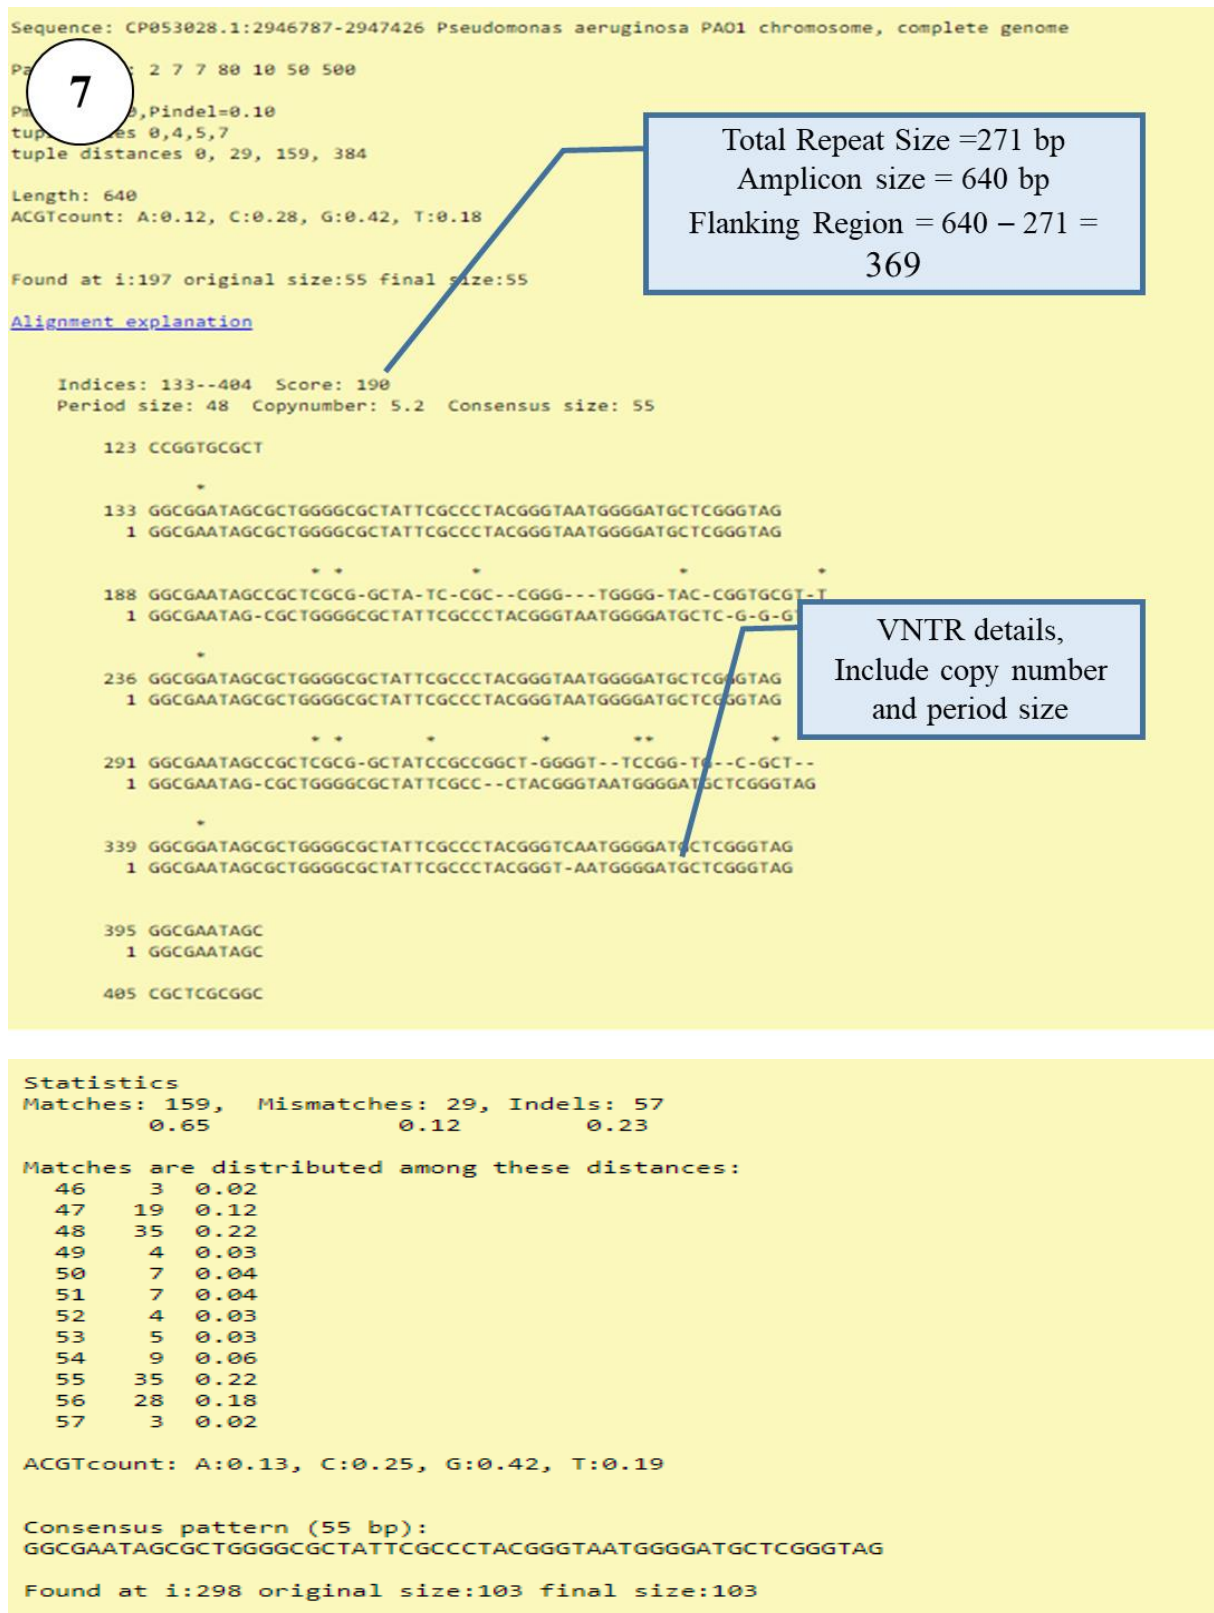 Sequence: CP053028.1:2946787-2947426 Pseudomonas aeruginosa PAO1 chromosome, complete genome
7
2 7 7 80 10 50 500
,Pindel=0.10
0,4,5,7
tuple distances 0, 29, 159, 384
Length: 640
ACGTcount: A:0.12, C:0.28, G:0.42, T:0.18
Total Repeat Size =271 bp
Amplicon size = 640 bp
Flanking Region = 640 – 271 =
369
Found at i:197 original size:55 final size:55
Alignment explanation
Indices: 133--404 Score: 190
Period size: 48 Copynumber: 5.2 Consensus size: 55
123 CCGGTGCGCT
*
133 GGCGGATAGCGCTGGGGCGCTATTCGCCCTACGGGTAATGGGGATGCTCGGGTAG
1 GGCGAATAGCGCTGGGGCGCTATTCGCCCTACGGGTAATGGGGATGCTCGGGTAG
* * * * *
188 GGCGAATAGCCGCTCGCG-GCTA-TC-CGC--CGGG---TGGGG-TAC-CGGTGCGT-T
1 GGCGAATAG-CGCTGGGGCGCTATTCGCCCTACGGGTAATGGGGATGCTC-G-G-G
VNTR details,
Include copy number
and period size
*
236 GGCGGATAGCGCTGGGGCGCTATTCGCCCTACGGGTAATGGGGATGCTCGGGTAG
1 GGCGAATAGCGCTGGGGCGCTATTCGCCCTACGGGTAATGGGGATGCTCGGGTAG
* * * * ** *
291 GGCGAATAGCCGCTCGCG-GCTATCCGCCGGCT-GGGGT--TCCGG-TG--C-GCT--
1 GGCGAATAG-CGCTGGGGCGCTATTCGCC--CTACGGGTAATGGGGATGCTCGGGTAG
*
339 GGCGGATAGCGCTGGGGCGCTATTCGCCCTACGGGTCAATGGGGATGCTCGGGTAG
1 GGCGAATAGCGCTGGGGCGCTATTCGCCCTACGGGT-AATGGGGATGCTCGGGTAG
395 GGCGAATAGC
1 GGCGAATAGC
405 CGCTCGCGGC
Statistics
Matches: 159, Mismatches: 29, Indels: 57
0.65 0.12 0.23
Matches are distributed among these distances:
46 3 0.02
47 19 0.12
48 35 0.22
49 4 0.03
50 7 0.04
51 7 0.04
52 4 0.03
53 5 0.03
54 9 0.06
55 35 0.22
56 28 0.18
57 3 0.02
ACGTcount: A:0.13, C:0.25, G:0.42, T:0.19
Consensus pattern (55 bp):
GGCGAATAGCGCTGGGGCGCTATTCGCCCTACGGGTAATGGGGATGCTCGGGTAG
Found at i:298 original size:103 final size:103